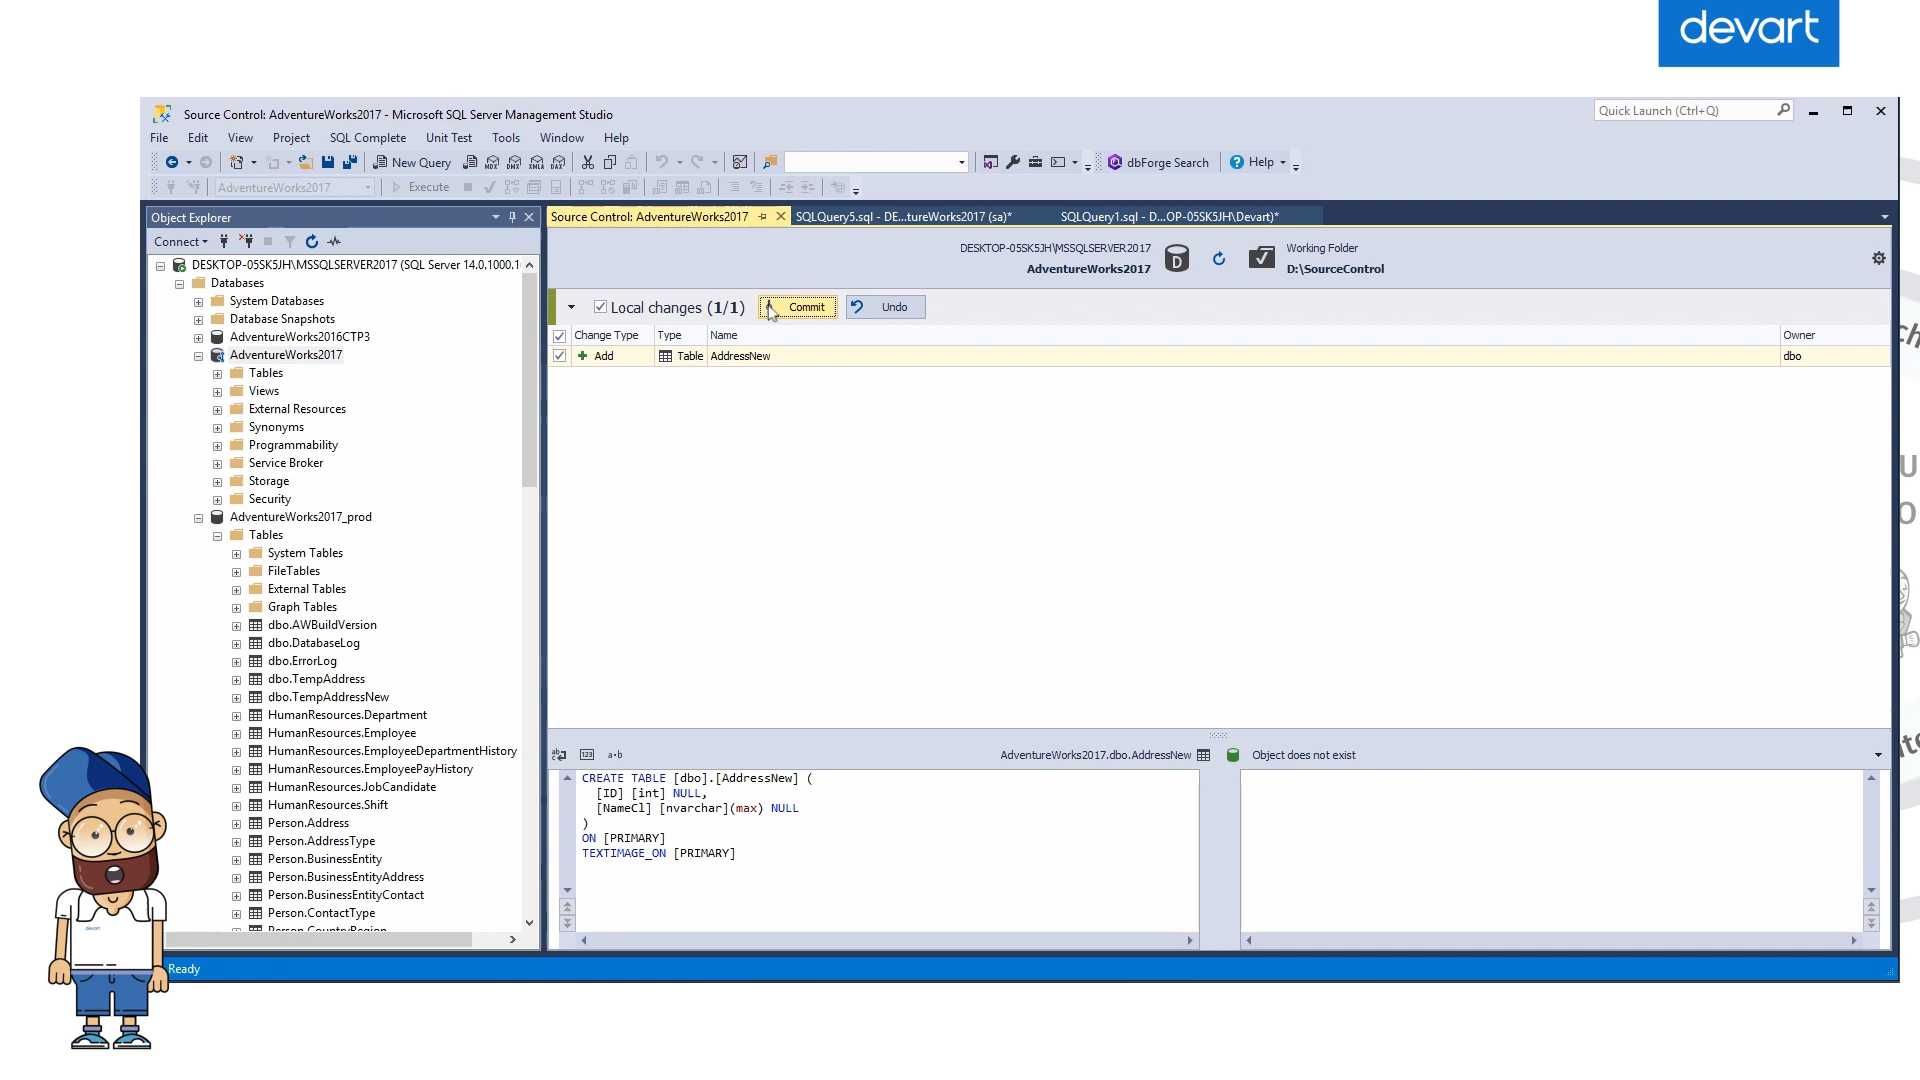 devart
Source Control: AdventureWorks2017 - Microsoft SQL Server Management Studio
Quick Launch (Ctrl+Q)
File Edit View Project SQL Complete Unit Test Tools Window Help
New Query MDX DMX XMLA DAX dbForge Search Help
AdventureWorks2017 Execute
Object Explorer
Source Control: AdventureWorks2017 SQLQuery5.sql - DE...tureWorks2017 (sa)* SQLQuery1.sql - D...OP-05SK5JH\Devart)*
Connect
DESKTOP-05SK5JH\MSSQLSERVER2017
AdventureWorks2017
D
Working Folder
D:\SourceControl
Local changes (1/1) Commit Undo
Change Type Type Name Owner
Add Table AddressNew dbo
DESKTOP-05SK5JH\MSSQLSERVER2017 (SQL Server 14.0.1000.1
Databases
System Databases
Database Snapshots
AdventureWorks2016CTP3
AdventureWorks2017
Tables
Views
External Resources
Synonyms
Programmability
Service Broker
Storage
Security
AdventureWorks2017_prod
Tables
System Tables
FileTables
External Tables
Graph Tables
dbo.AWBuildVersion
dbo.DatabaseLog
dbo.ErrorLog
dbo.TempAddress
dbo.TempAddressNew
HumanResources.Department
HumanResources.Employee
HumanResources.EmployeeDepartmentHistory
HumanResources.EmployeePayHistory
HumanResources.JobCandidate
HumanResources.Shift
Person.Address
Person.AddressType
Person.BusinessEntity
Person.BusinessEntityAddress
Person.BusinessEntityContact
Person.ContactType
Person.CountryRegion
AdventureWorks2017.dbo.AddressNew Object does not exist
CREATE TABLE [dbo].[AddressNew] (
[ID] [int] NULL,
[NameCl] [nvarchar](max) NULL
)
ON [PRIMARY]
TEXTIMAGE_ON [PRIMARY]
Ready
devart